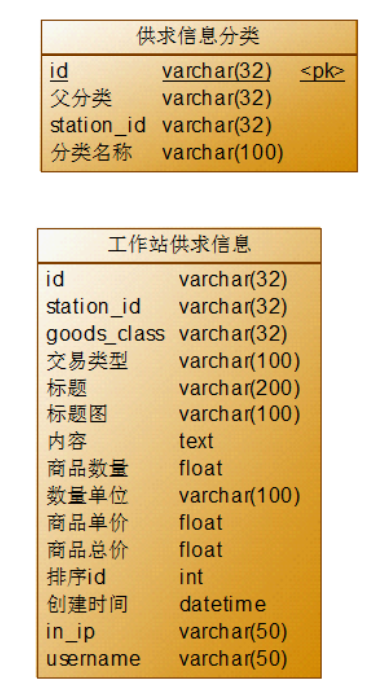 供求信息分类
id varchar(32) <pk>
父分类 varchar(32)
station_id varchar(32)
分类名称 varchar(100)
工作站供求信息
id varchar(32)
station_id varchar(32)
goods_class varchar(32)
交易类型 varchar(100)
标题 varchar(200)
标题图 varchar(100)
内容 text
商品数量 float
数量单位 varchar(100)
商品单价 float
商品总价 float
排序id int
创建时间 datetime
in_ip varchar(50)
username varchar(50)